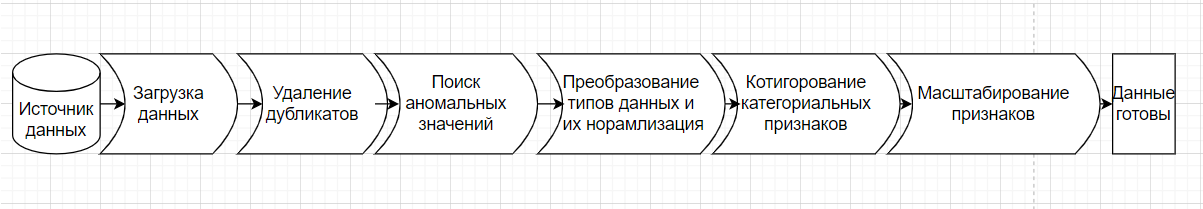 Источник
данных
Загрузка
данных
Удаление
дубликатов
Поиск
аномальных
значений
Преобразование
типов данных и
их норамлизация
Котигорование
категориальных
признаков
Масштабирование
признаков
Данные
готовы